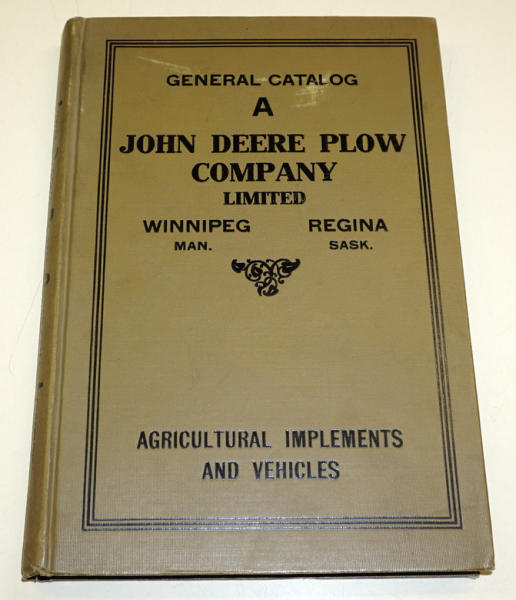 GENERAL CATALOG
A
JOHN DEERE PLOW
COMPANY
LIMITED
WINNIPEG REGINA
MAN. SASK.
AGRICULTURAL IMPLEMENTS
AND VEHICLES